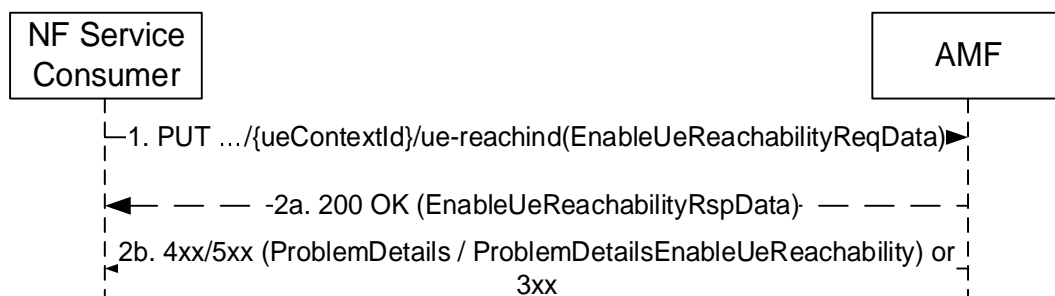 NF Service
Consumer
AMF
1. PUT …/{ueContextId}/ue-reachind(EnableUeReachabilityReqData)
2a. 200 OK (EnableUeReachabilityRspData)
2b. 4xx/5xx (ProblemDetails / ProblemDetailsEnableUeReachability) or
3xx